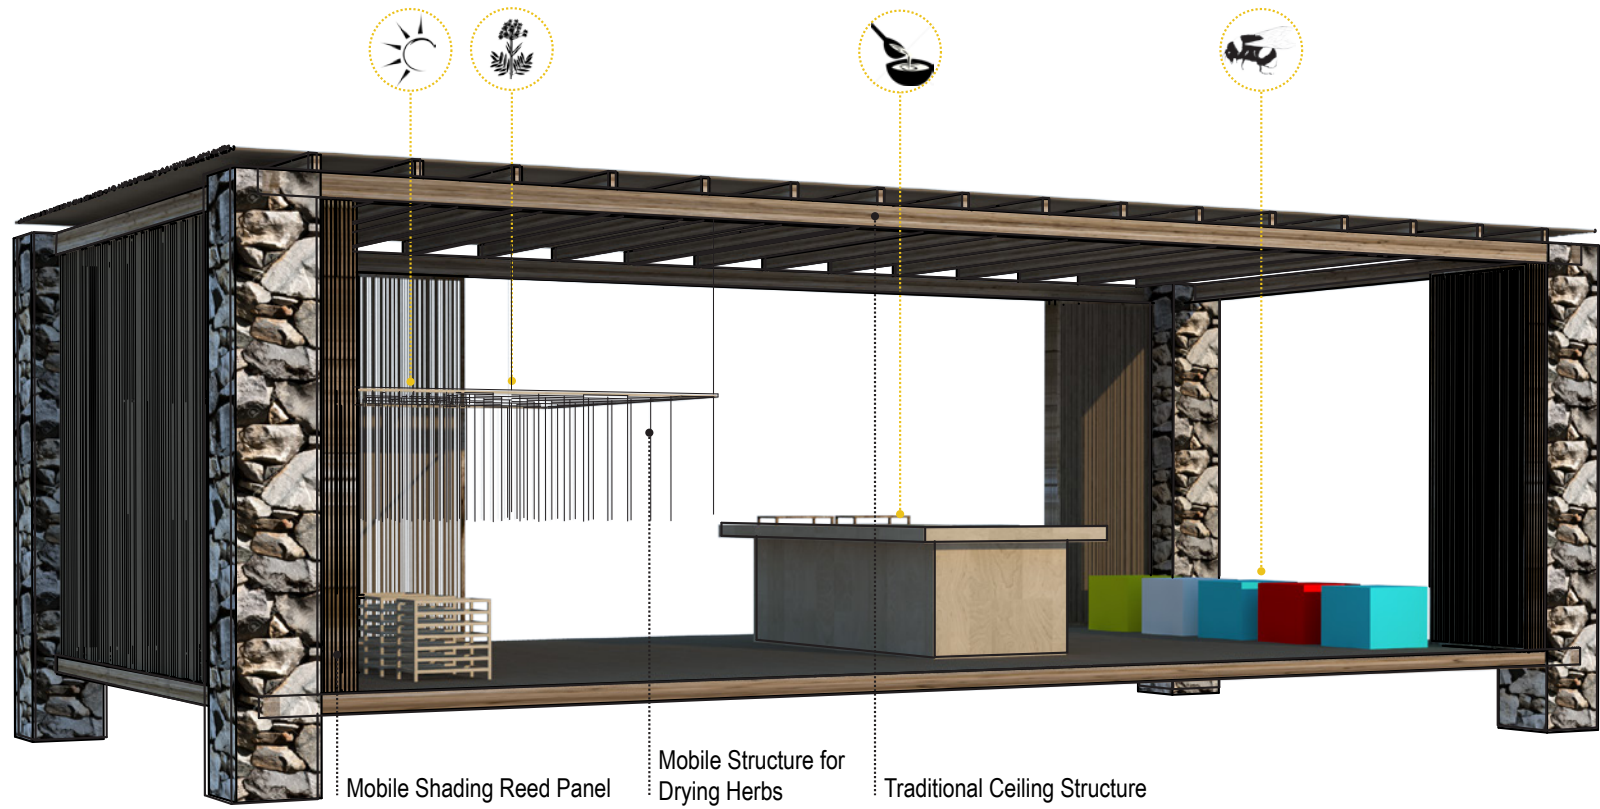 Mobile Shading Reed Panel
Mobile Structure for
Drying Herbs
Traditional Ceiling Structure